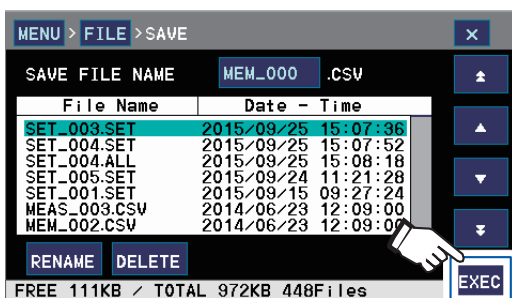 MENU > FILE > SAVE ×
SAVE FILE NAME MEM_000 .CSV
File Name Date - Time
SET_003.SET 2015/09/25 15:07:36
SET_004.SET 2015/09/25 15:07:52
SET_004.ALL 2015/09/25 15:08:18
SET_005.SET 2015/09/24 11:21:28
SET_001.SET 2015/09/15 09:27:24
MEAS_003.CSV 2014/06/23 12:09:00
MEM_002.CSV 2014/06/23 12:09:00
RENAME DELETE
EXEC
FREE 111KB / TOTAL 972KB 448Files